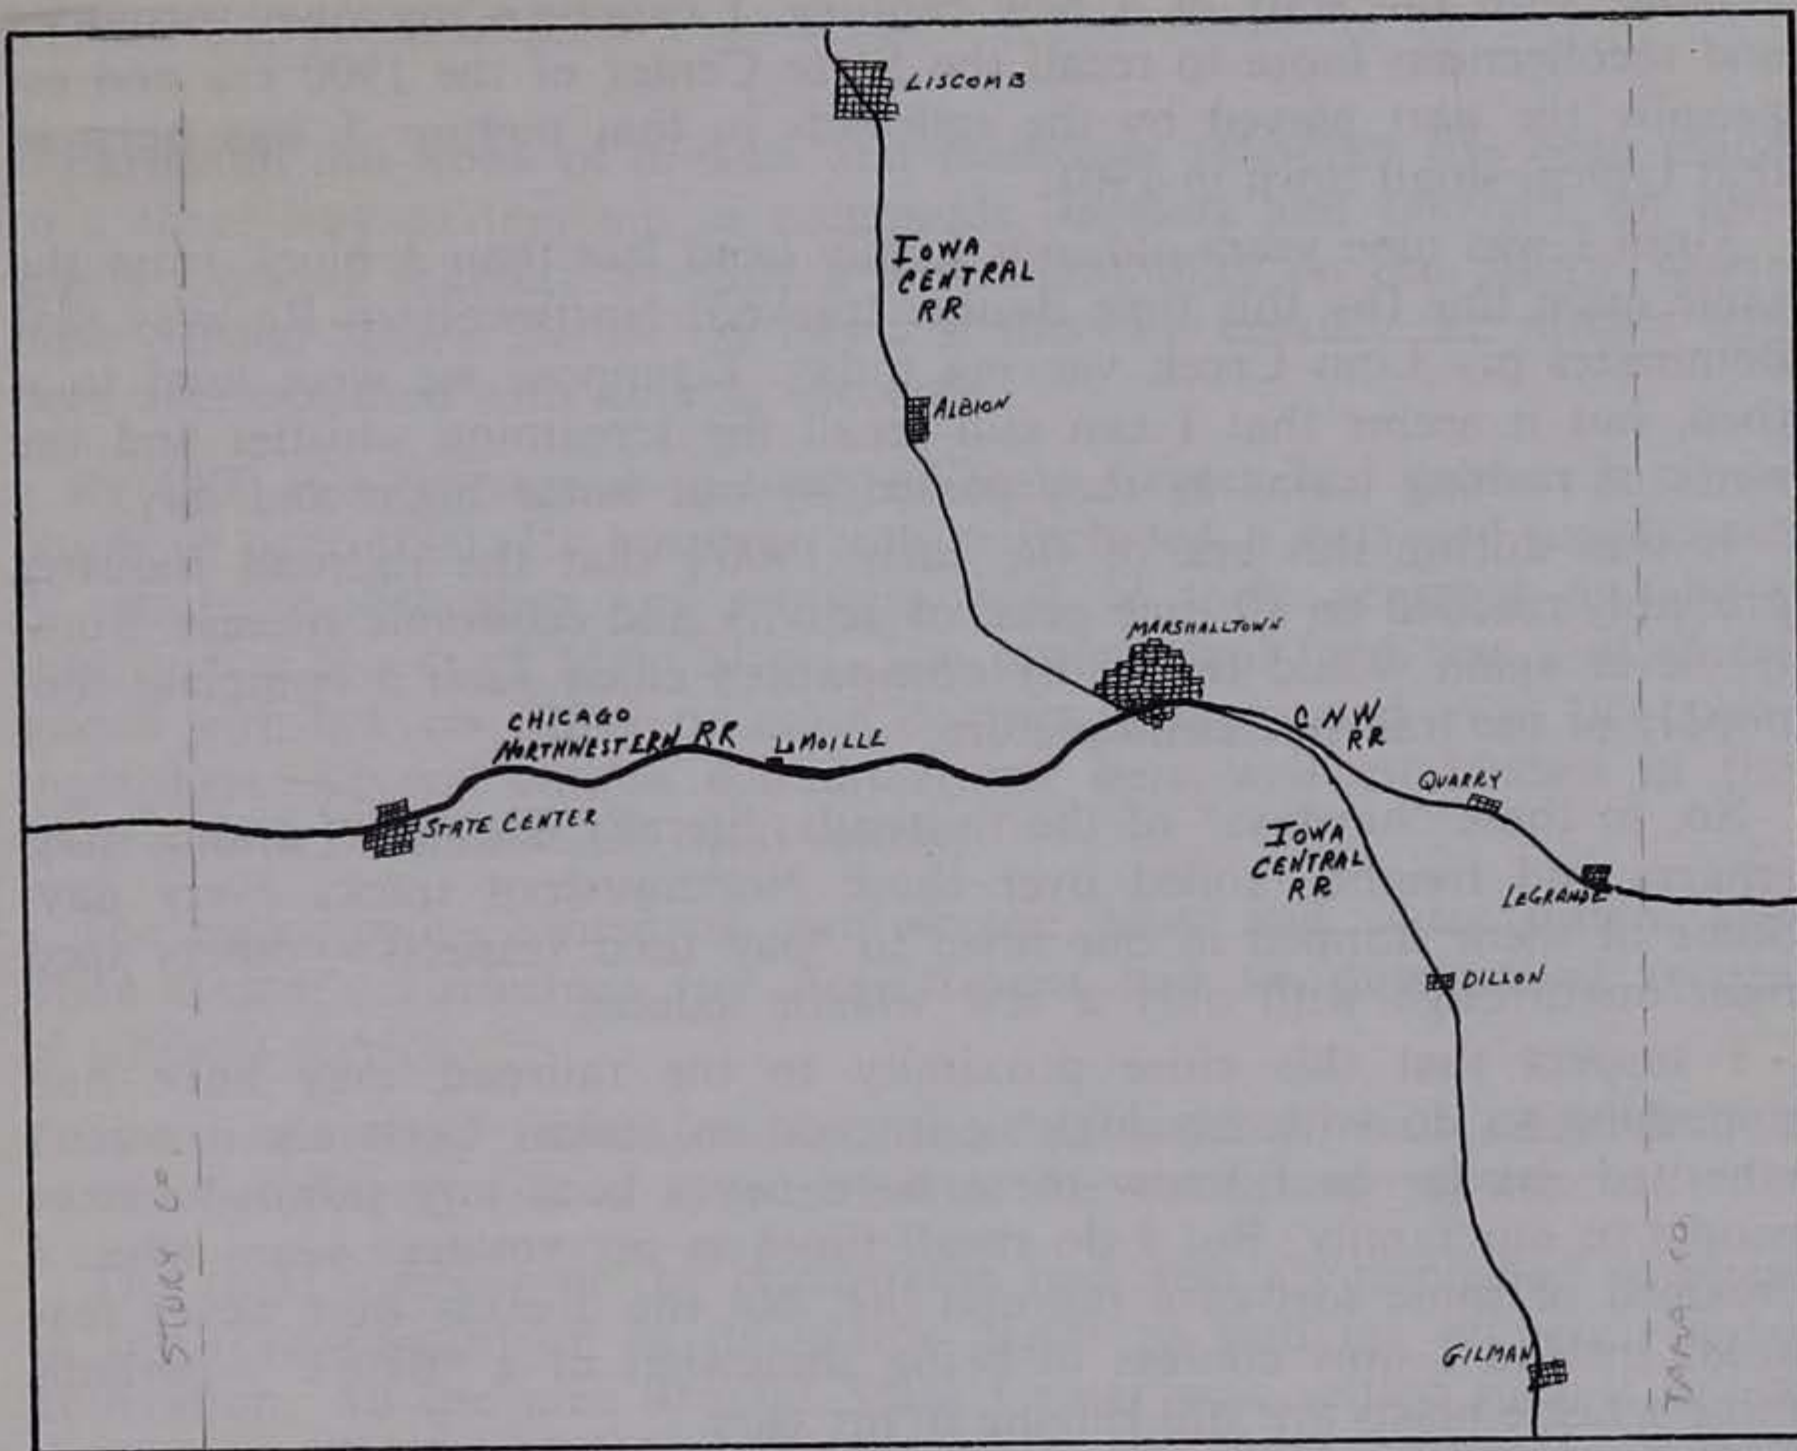 LISCOMB
IOWA
CENTRAL
RR
ALBION
MARSHALLTOWN
CHICAGO
NORTHWESTERN RR
LAMOILLE
C N W
RR
QUARRY
STATE CENTER
IOWA
CENTRAL
RR
LEGRANDE
DILLON
STORY CO.
TAMA CO.
GILMAN